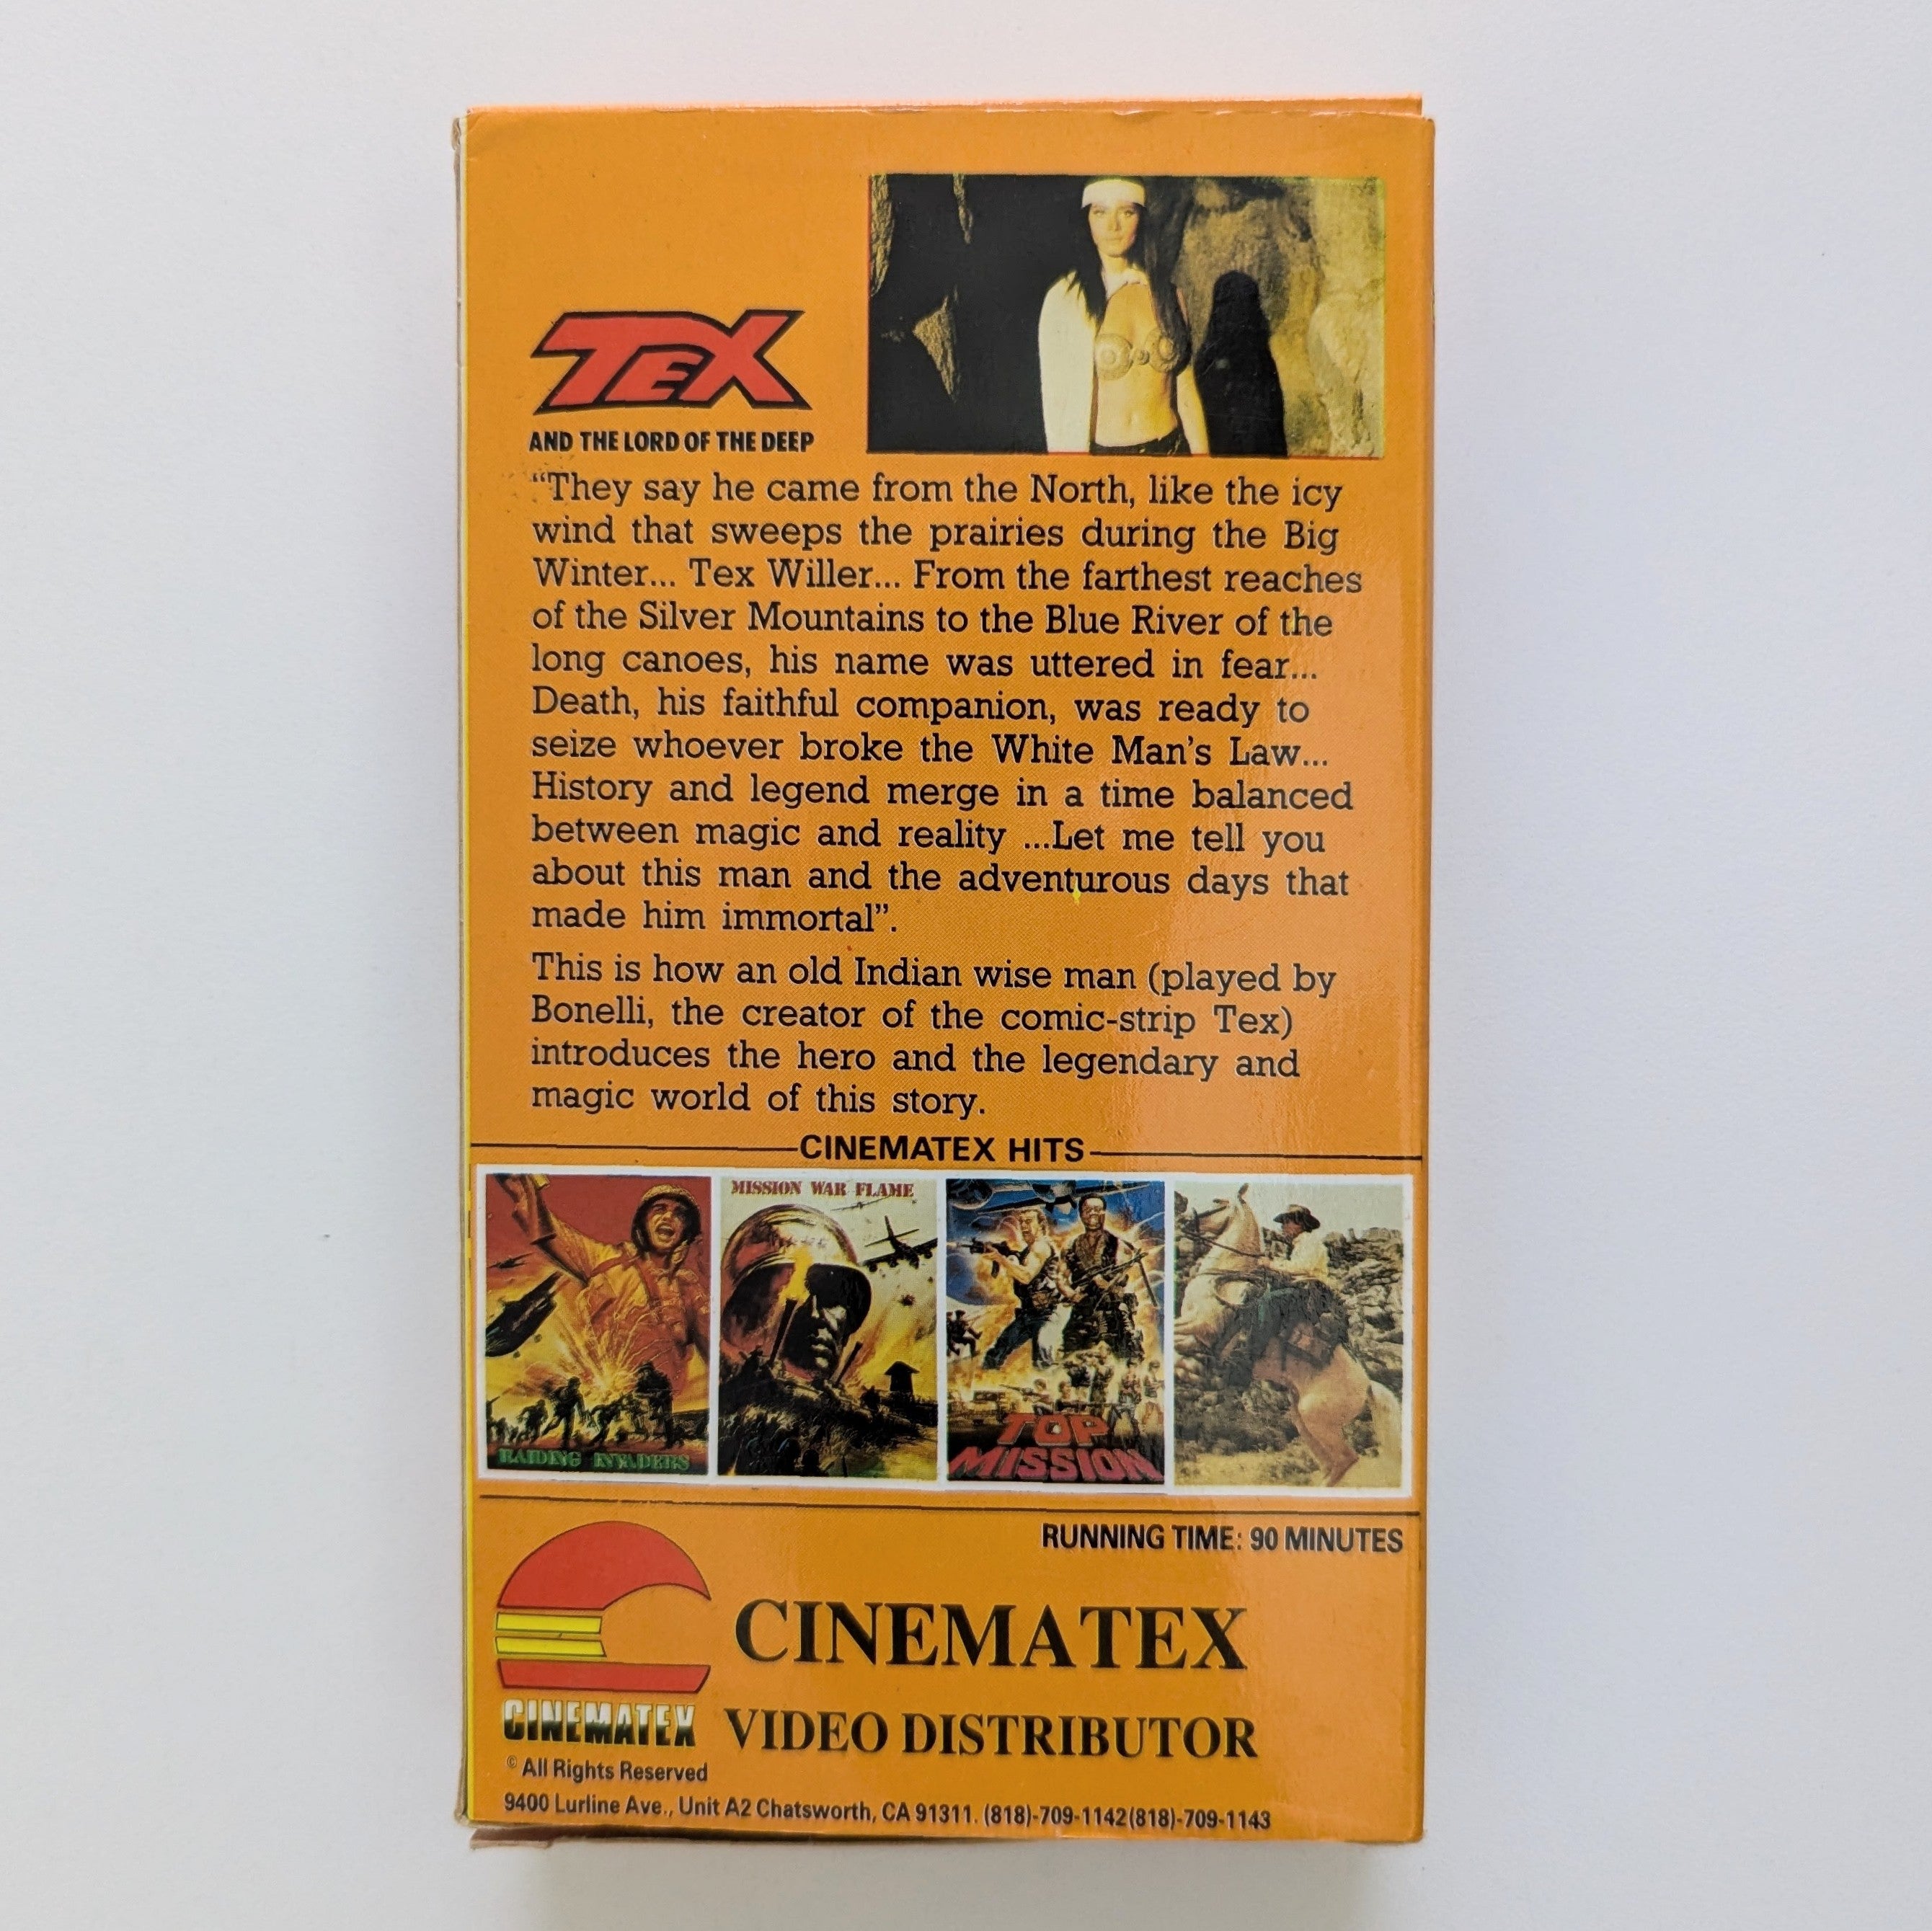 TEX
AND THE LORD OF THE DEEP
“They say he came from the North, like the icy
wind that sweeps the prairies during the Big
Winter... Tex Willer... From the farthest reaches
of the Silver Mountains to the Blue River of the
long canoes, his name was uttered in fear...
Death, his faithful companion, was ready to
seize whoever broke the White Man’s Law...
History and legend merge in a time balanced
between magic and reality ...Let me tell you
about this man and the adventurous days that
made him immortal”.
This is how an old Indian wise man (played by
Bonelli, the creator of the comic-strip Tex)
introduces the hero and the legendary and
magic world of this story.
CINEMATEX HITS
RAIDING INVADERS
MISSION WAR FLAME
TOP
MISSION
RUNNING TIME: 90 MINUTES
CINEMATEX
VIDEO DISTRIBUTOR
CINEMATEX
© All Rights Reserved
9400 Lurline Ave., Unit A2 Chatsworth, CA 91311. (818)-709-1142(818)-709-1143